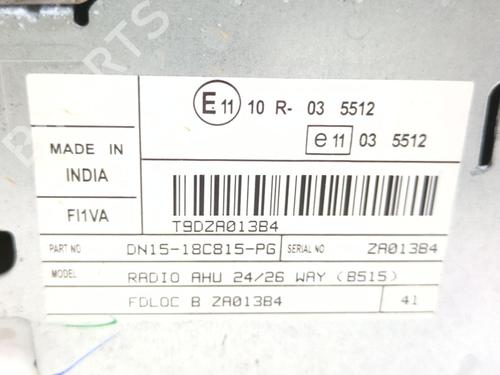 E 11 10 R- 03 5512
e 11 03 5512
MADE IN
INDIA
FI1VA
T9DZA013B4
PART NO DN15-18C815-PG SERIAL NO ZA013B4
MODEL RADIO AHU 24/26 WAY (B515)
FDLOC B ZA013B4 41
B PARTS